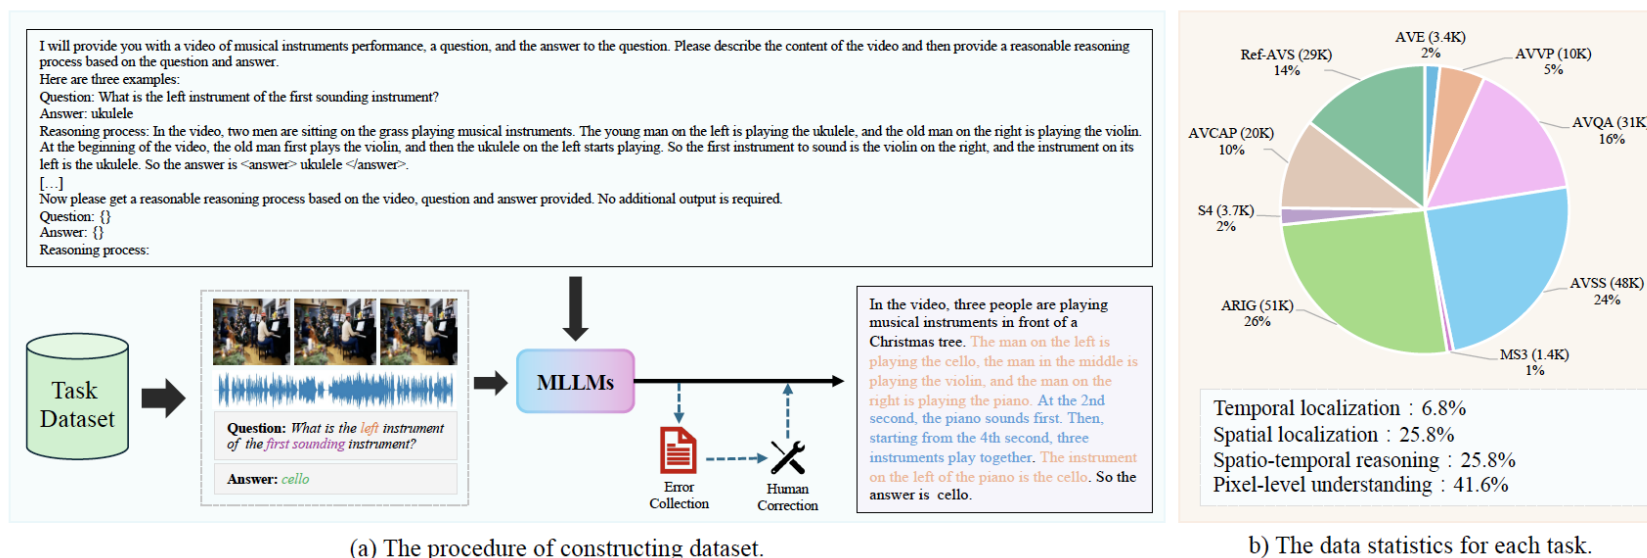 I will provide you with a video of musical instruments performance, a question, and the answer to the question. Please describe the content of the video and then provide a reasonable reasoning
process based on the question and answer.
Here are three examples:
Question: What is the left instrument of the first sounding instrument?
Answer: ukulele
Reasoning process: In the video, two men are sitting on the grass playing musical instruments. The young man on the left is playing the ukulele, and the old man on the right is playing the violin.
At the beginning of the video, the old man first plays the violin, and then the ukulele on the left starts playing. So the first instrument to sound is the violin on the right, and the instrument on its
left is the ukulele. So the answer is <answer> ukulele </answer>.
[…]
Now please get a reasonable reasoning process based on the video, question and answer provided. No additional output is required.
Question: {}
Answer: {}
Reasoning process:
Task
Dataset
Question: What is the left instrument
of the first sounding instrument?
Answer: cello
MLLMs
Error
Collection
Human
Correction
In the video, three people are playing
musical instruments in front of a
Christmas tree. The man on the left is
playing the cello, the man in the middle is
playing the violin, and the man on the
right is playing the piano. At the 2nd
second, the piano sounds first. Then,
starting from the 4th second, three
instruments play together. The instrument
on the left of the piano is the cello. So the
answer is cello.
(a) The procedure of constructing dataset.
AVE (3.4K)
2%
AVVP (10K)
5%
AVQA (31K)
16%
AVSS (48K)
24%
MS3 (1.4K)
1%
ARIG (51K)
26%
S4 (3.7K)
2%
AVCAP (20K)
10%
Ref-AVS (29K)
14%
Temporal localization : 6.8%
Spatial localization : 25.8%
Spatio-temporal reasoning : 25.8%
Pixel-level understanding : 41.6%
b) The data statistics for each task.